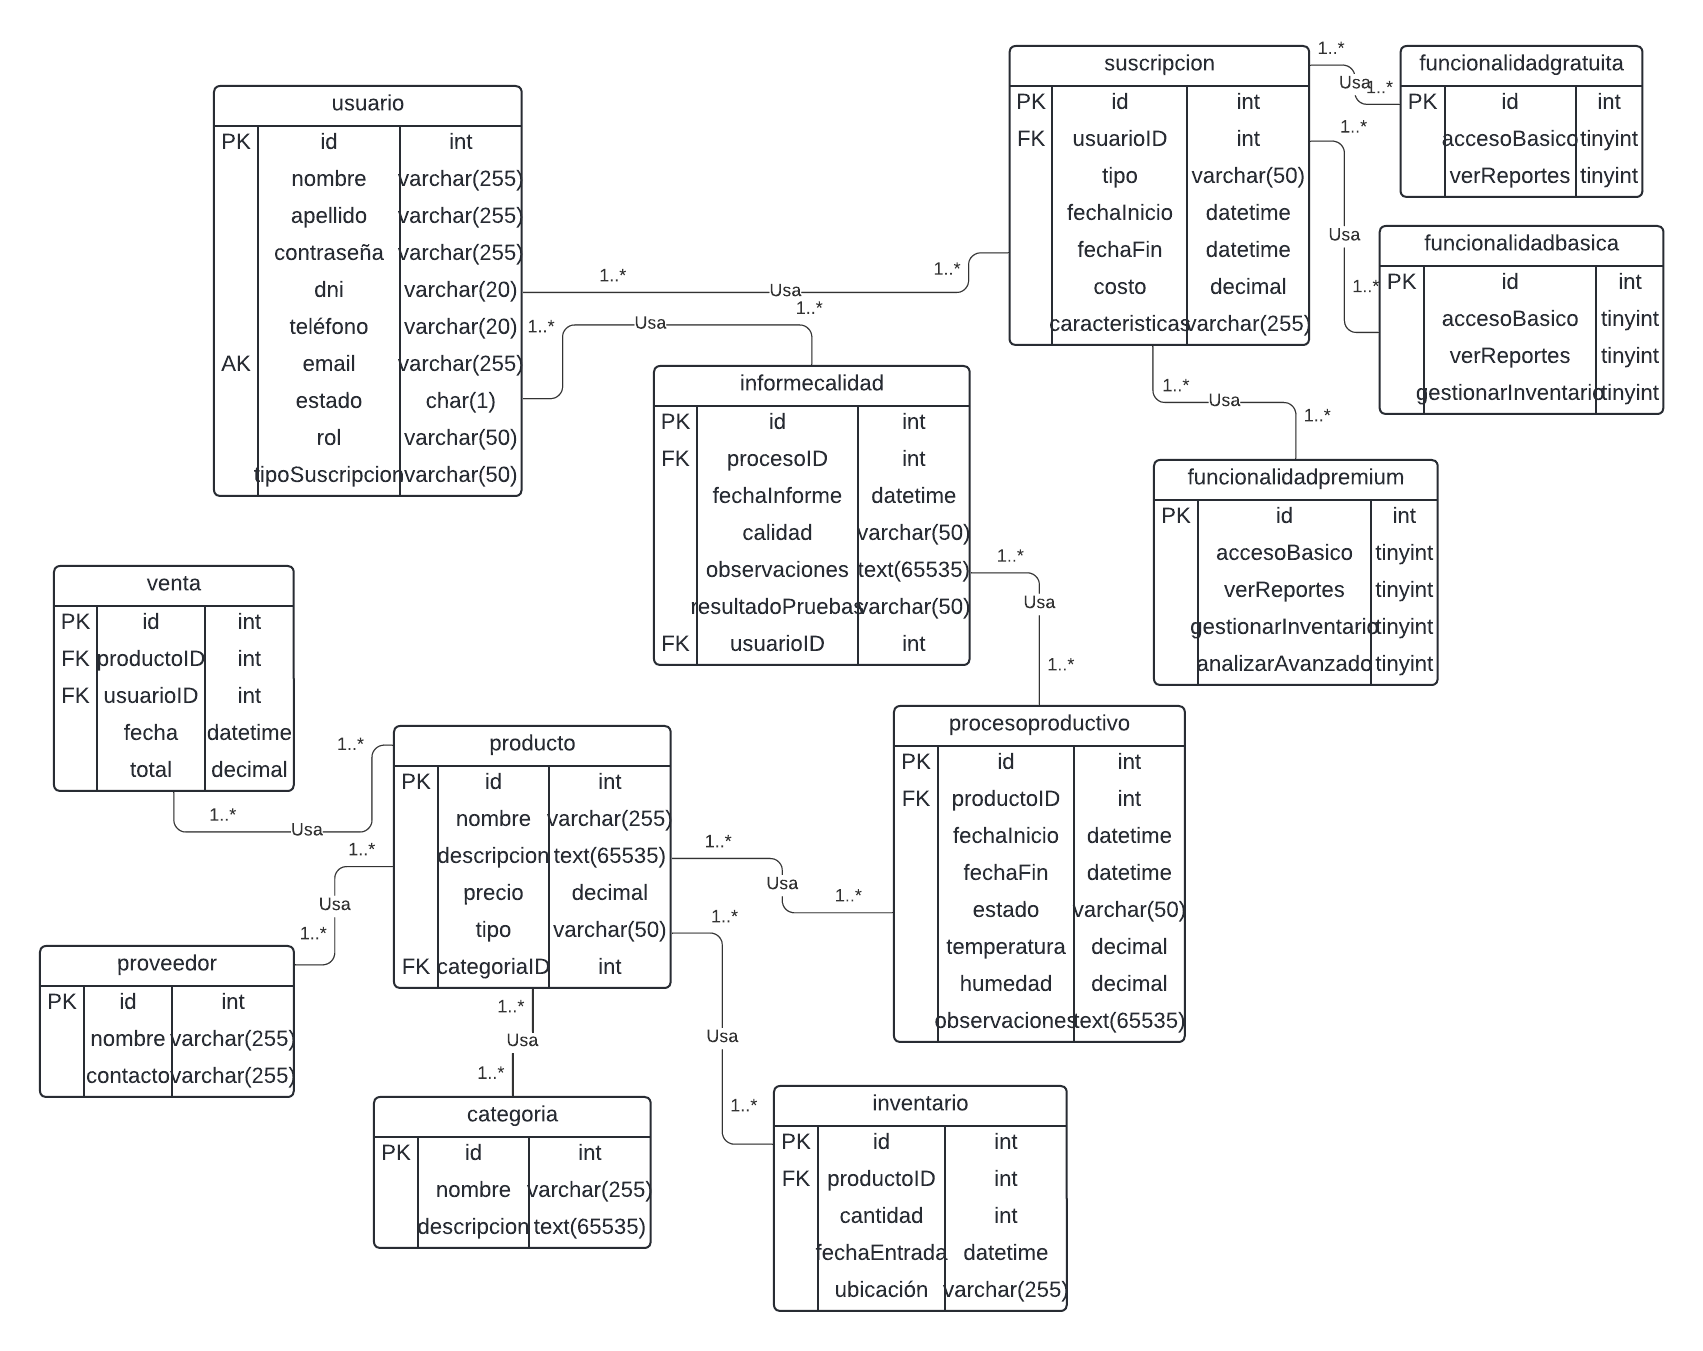 usuario
PK id int
nombre varchar(255)
apellido varchar(255)
contraseña varchar(255)
dni varchar(20)
teléfono varchar(20)
AK email varchar(255)
estado char(1)
rol varchar(50)
tipoSuscripcion varchar(50)
1..*
Usa
1..*
1..*
Usa
1..*
suscripcion
PK id int
FK usuarioID int
tipo varchar(50)
fechaInicio datetime
fechaFin datetime
costo decimal
caracteristicas varchar(255)
1..*
Usa
1..*
funcionalidadgratuita
PK id int
accesoBasico tinyint
verReportes tinyint
1..*
Usa
1..*
funcionalidadbasica
PK id int
accesoBasico tinyint
verReportes tinyint
gestionarInventario tinyint
1..*
Usa
1..*
funcionalidadpremium
PK id int
accesoBasico tinyint
verReportes tinyint
gestionarInventario tinyint
analizarAvanzado tinyint
informecalidad
PK id int
FK procesoID int
fechaInforme datetime
calidad varchar(50)
observaciones text(65535)
resultadoPruebas varchar(50)
FK usuarioID int
1..*
Usa
1..*
venta
PK id int
FK productoID int
FK usuarioID int
fecha datetime
total decimal
1..*
Usa
1..*
producto
PK id int
nombre varchar(255)
descripcion text(65535)
precio decimal
tipo varchar(50)
FK categoriaID int
1..*
Usa
1..*
procesoproductivo
PK id int
FK productoID int
fechaInicio datetime
fechaFin datetime
estado varchar(50)
temperatura decimal
humedad decimal
observaciones text(65535)
1..*
Usa
1..*
proveedor
PK id int
nombre varchar(255)
contacto varchar(255)
1..*
Usa
1..*
categoria
PK id int
nombre varchar(255)
descripcion text(65535)
1..*
Usa
1..*
inventario
PK id int
FK productoID int
cantidad int
fechaEntrada datetime
ubicación varchar(255)